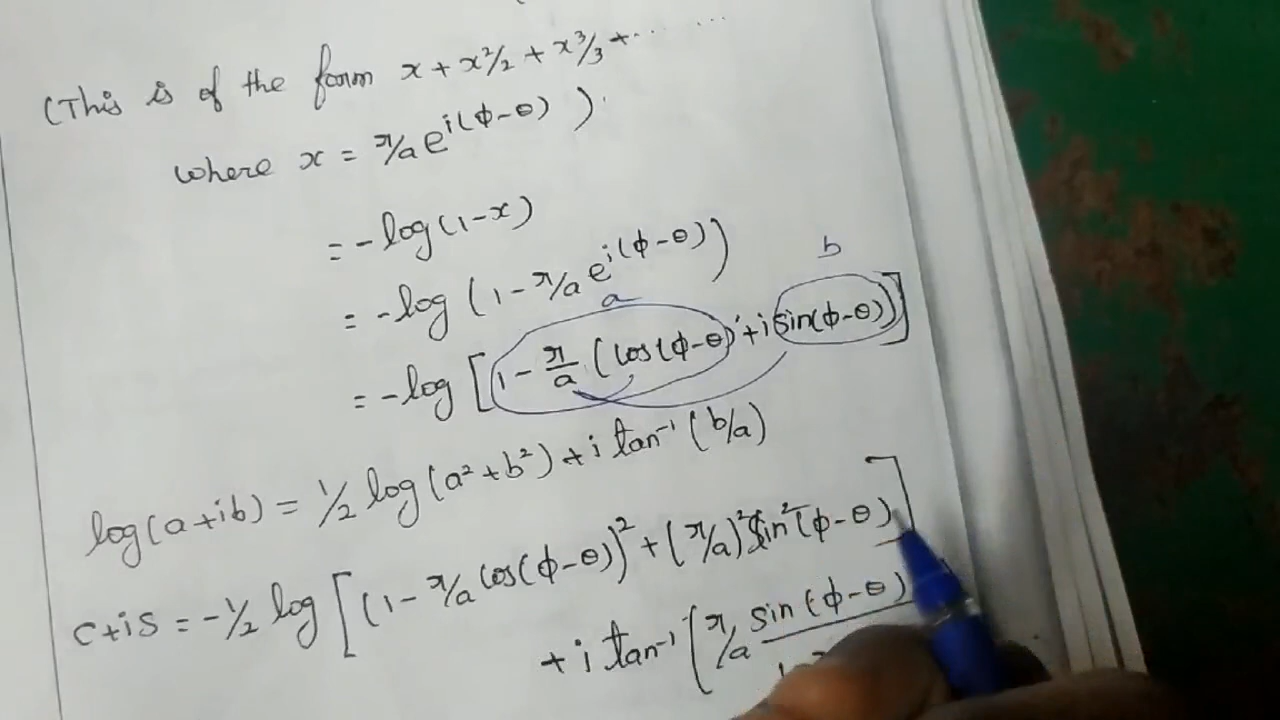 (This is of the form x + x²/2 + x³/3 + ......
where x = r/a e^i(ϕ-θ) ).
= -log(1-x)
= -log (1 - r/a e^i(ϕ-θ))
a b
= -log [1 - r/a (cos(ϕ-θ) + i sin(ϕ-θ))]
log(a+ib) = 1/2 log(a²+b²) + i tan⁻¹ (b/a)
C+iS = -1/2 log [(1 - r/a cos(ϕ-θ))² + (r/a)² sin²(ϕ-θ)]
+ i tan⁻¹ (r/a sin(ϕ-θ)